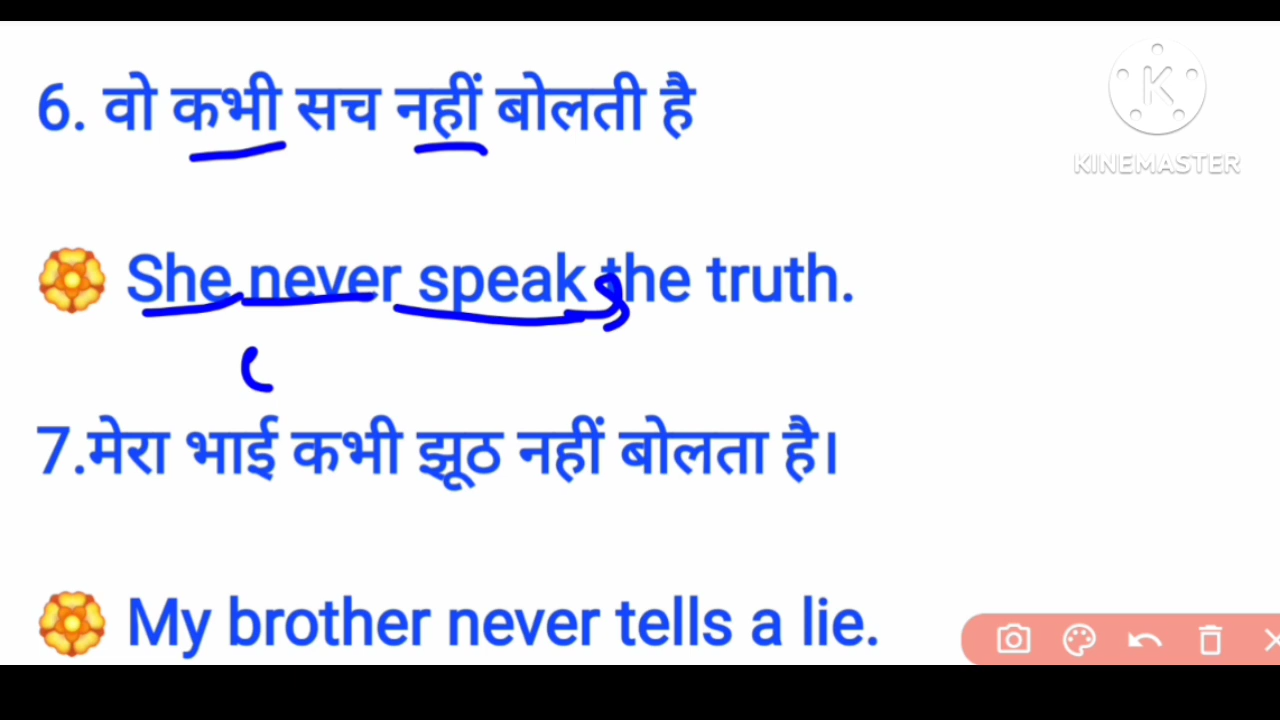 6. वो कभी सच नहीं बोलती है
KINEMASTER
She never speak s the truth.
7.मेरा भाई कभी झूठ नहीं बोलता है।
My brother never tells a lie.